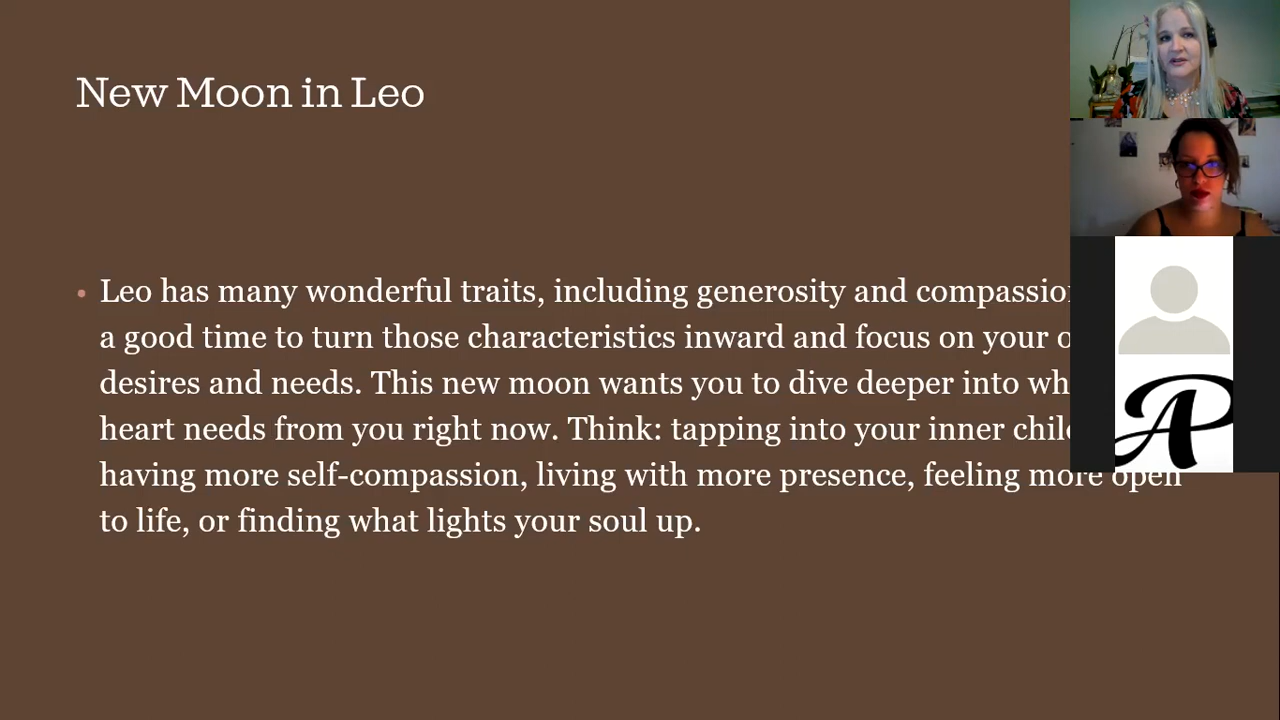 New Moon in Leo
• Leo has many wonderful traits, including generosity and
a good time to turn those characteristics inward and focus on your
desires and needs. This new moon wants you to dive deeper into
heart needs from you right now. Think: tapping into your inner
having more self-compassion, living with more presence, feeling more open
to life, or finding what lights your soul up.
AP